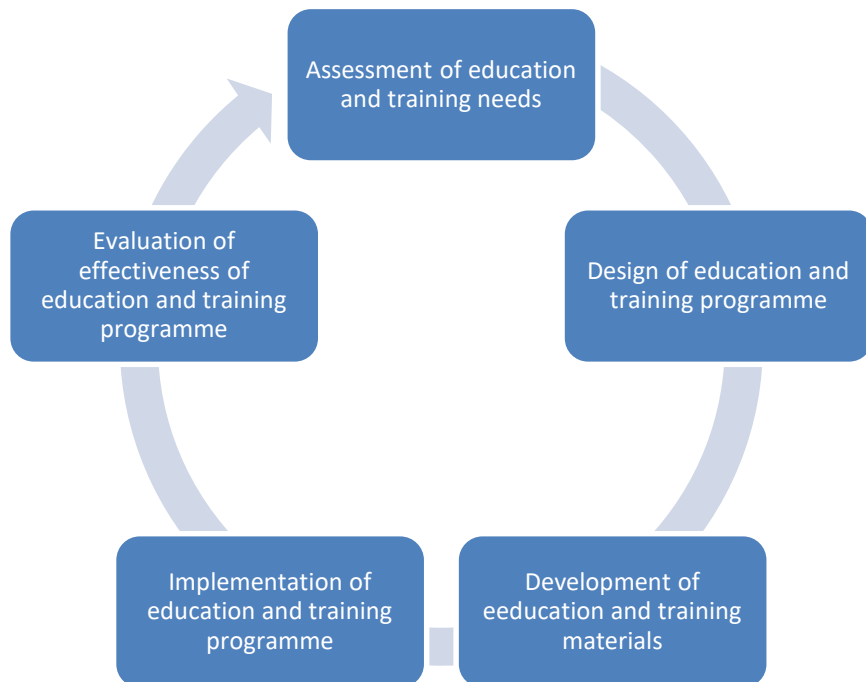 Assessment of education
and training needs
Design of education and
training programme
Development of
eeducation and training
materials
Implementation of
education and training
programme
Evaluation of
effectiveness of
education and training
programme